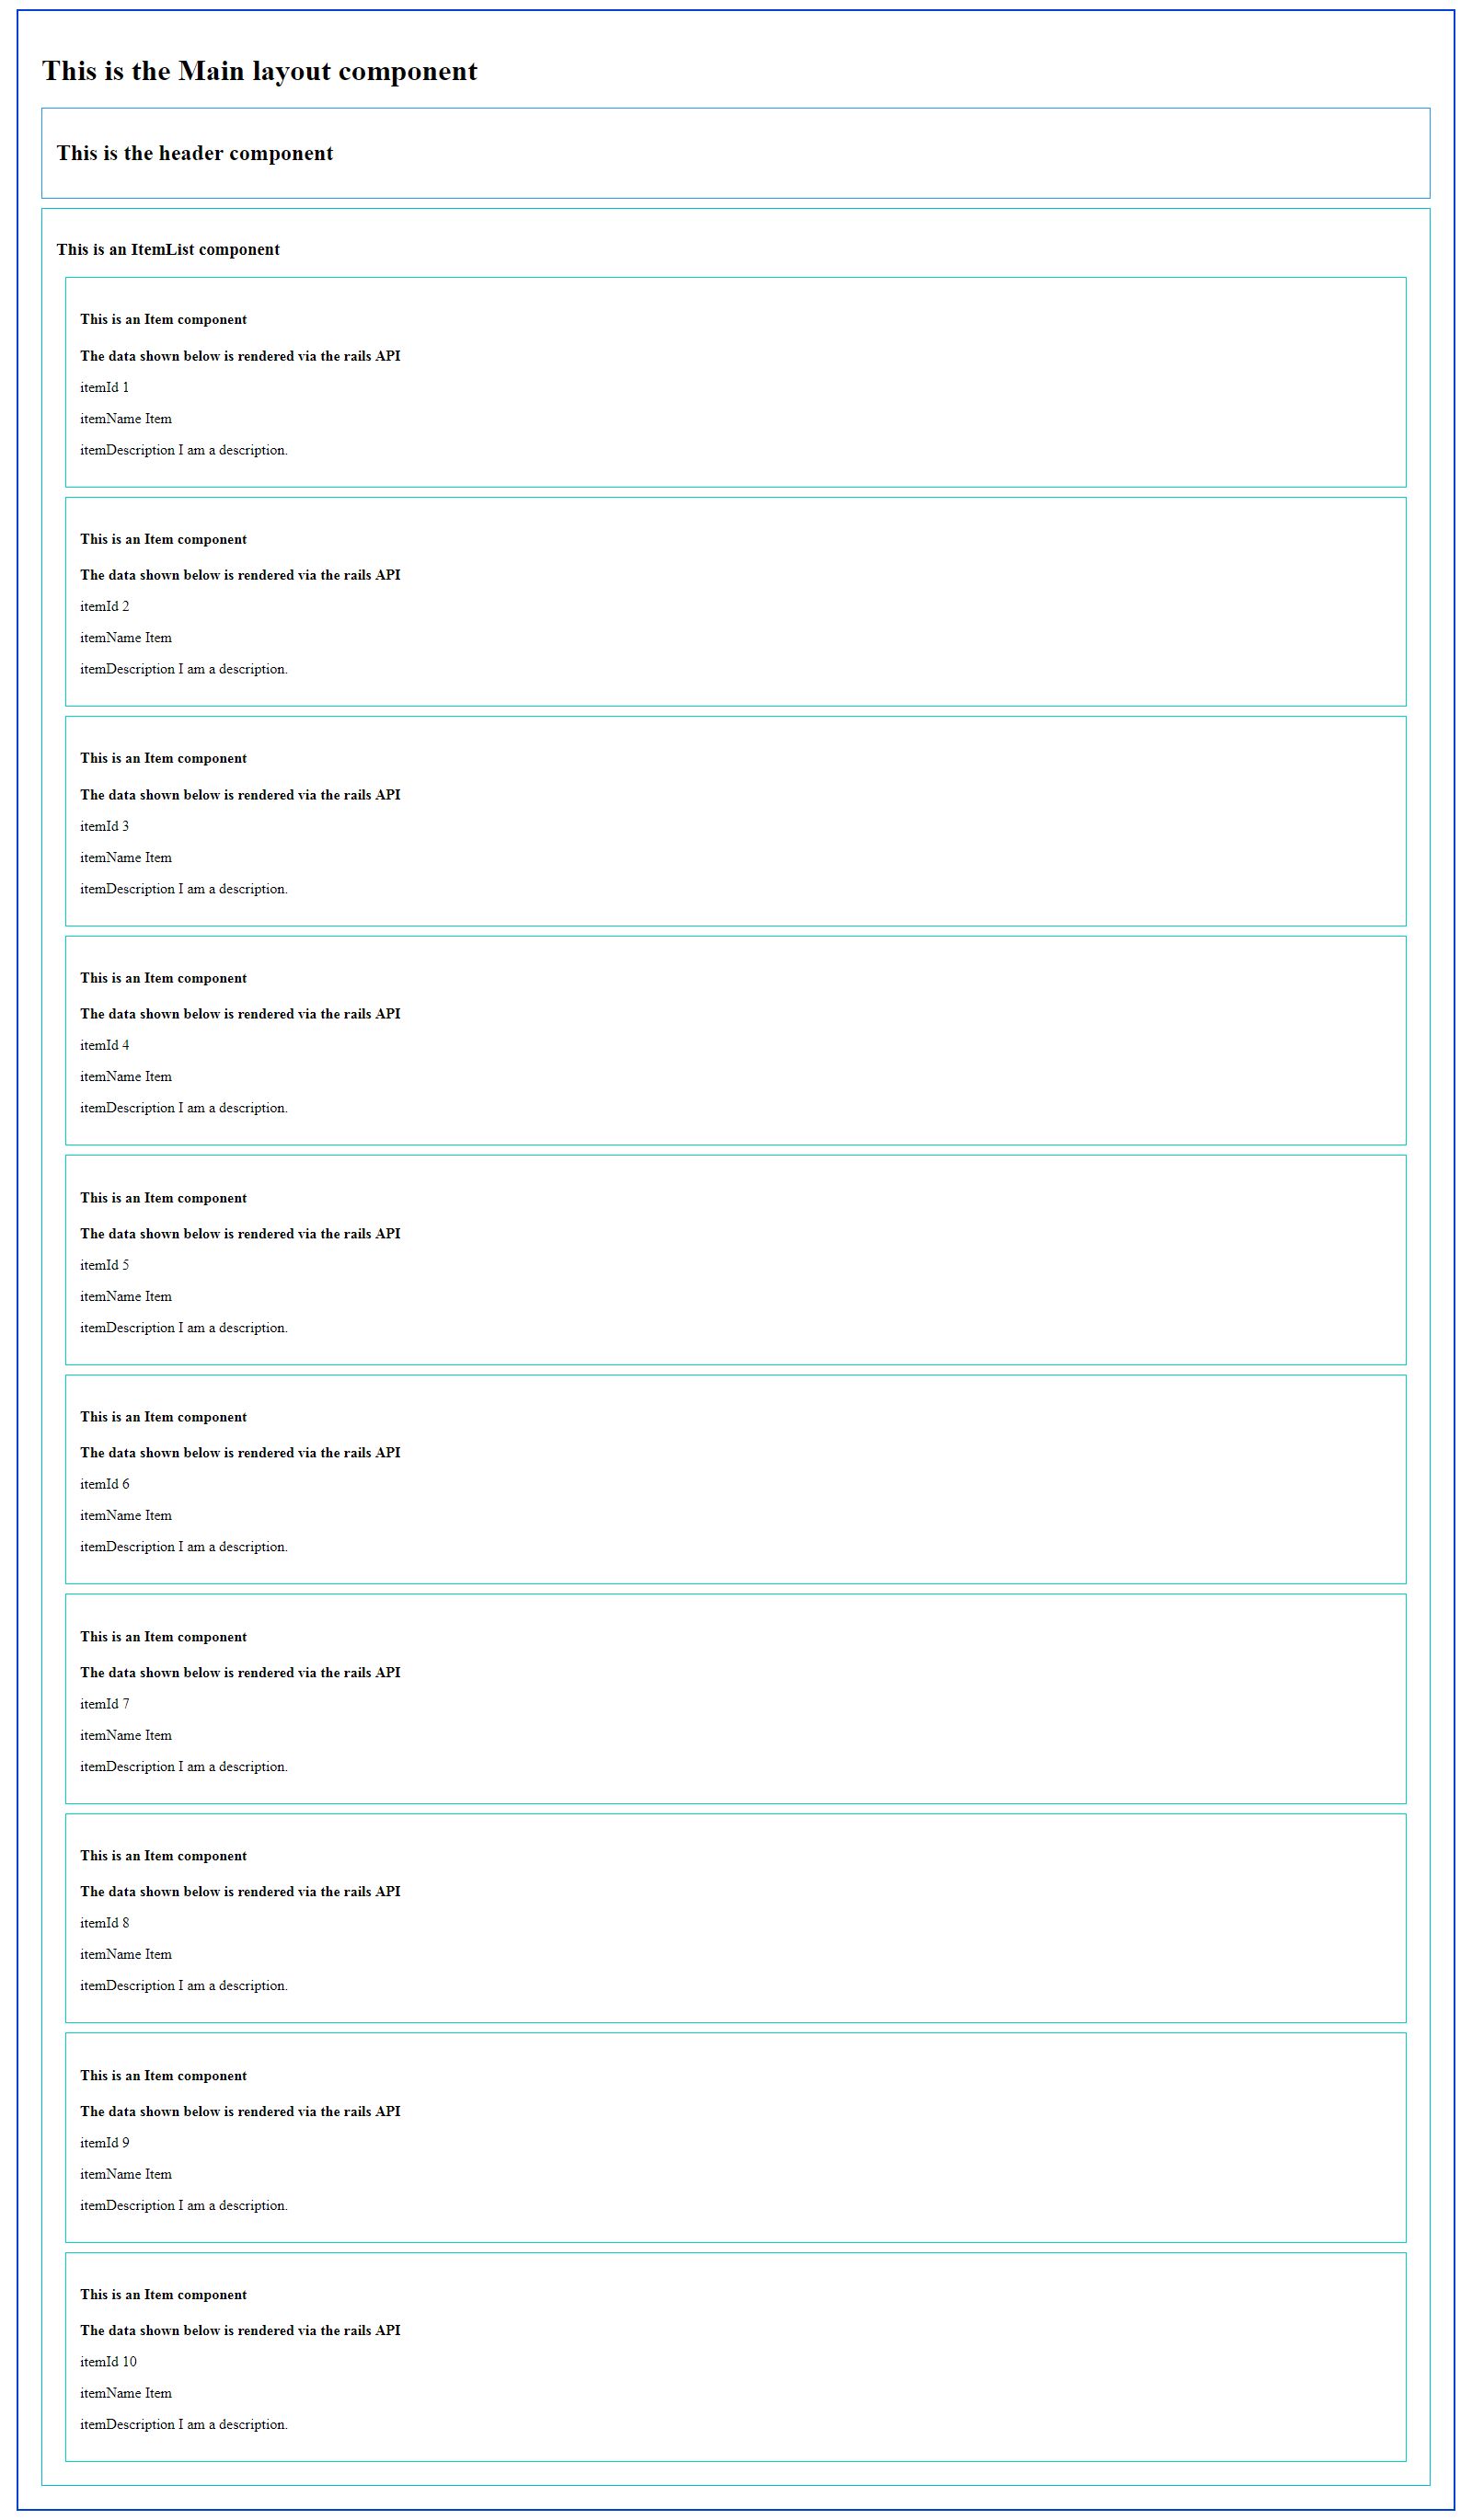 This is the Main layout component
This is the header component
This is an ItemList component
This is an Item component
The data shown below is rendered via the rails API
itemId 1
itemName Item
itemDescription I am a description.
This is an Item component
The data shown below is rendered via the rails API
itemId 2
itemName Item
itemDescription I am a description.
This is an Item component
The data shown below is rendered via the rails API
itemId 3
itemName Item
itemDescription I am a description.
This is an Item component
The data shown below is rendered via the rails API
itemId 4
itemName Item
itemDescription I am a description.
This is an Item component
The data shown below is rendered via the rails API
itemId 5
itemName Item
itemDescription I am a description.
This is an Item component
The data shown below is rendered via the rails API
itemId 6
itemName Item
itemDescription I am a description.
This is an Item component
The data shown below is rendered via the rails API
itemId 7
itemName Item
itemDescription I am a description.
This is an Item component
The data shown below is rendered via the rails API
itemId 8
itemName Item
itemDescription I am a description.
This is an Item component
The data shown below is rendered via the rails API
itemId 9
itemName Item
itemDescription I am a description.
This is an Item component
The data shown below is rendered via the rails API
itemId 10
itemName Item
itemDescription I am a description.